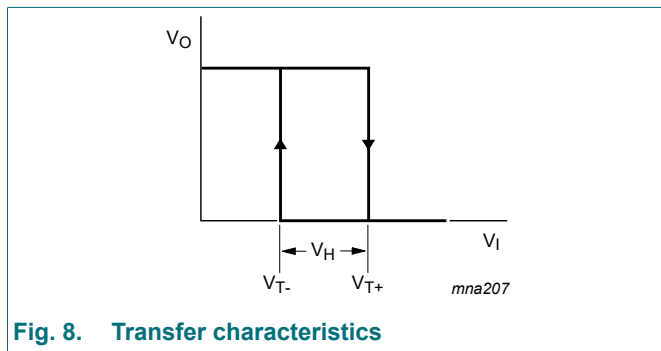 VO
VH
VI
VT-
VT+
mna207
Fig. 8. Transfer characteristics